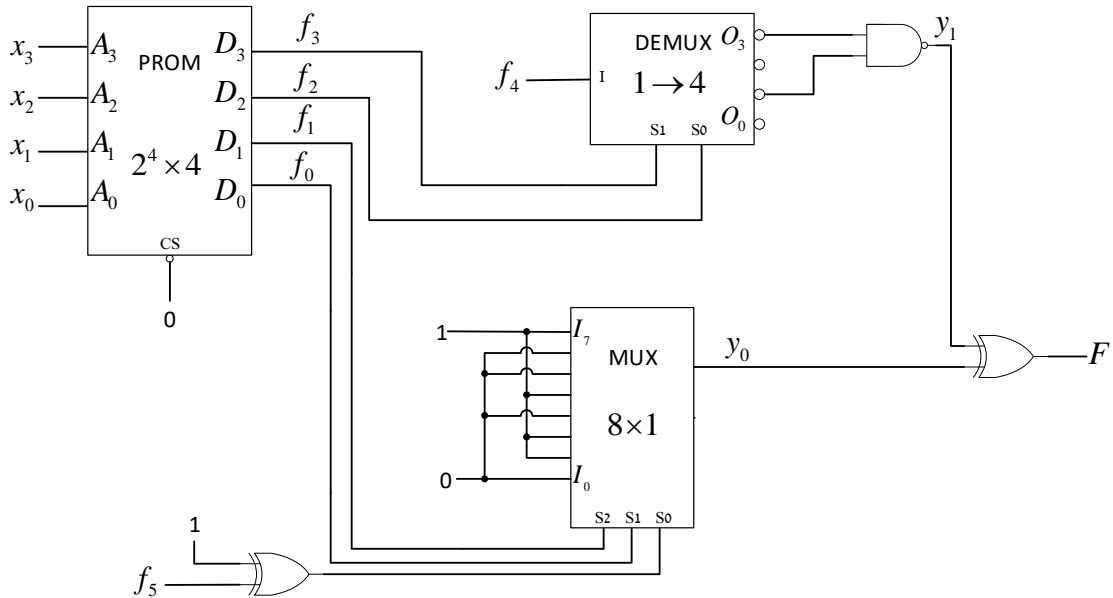 x₃
x₂
x₁
x₀
A₃
A₂
A₁
A₀
PROM
2⁴ × 4
D₃
D₂
D₁
D₀
CS
0
f₃
f₂
f₁
f₀
f₄
I
DEMUX
1 → 4
O₃
O₀
S1 S0
y₁
1
0
I₇
I₀
MUX
8×1
S2 S1 S0
y₀
F
1
f₅